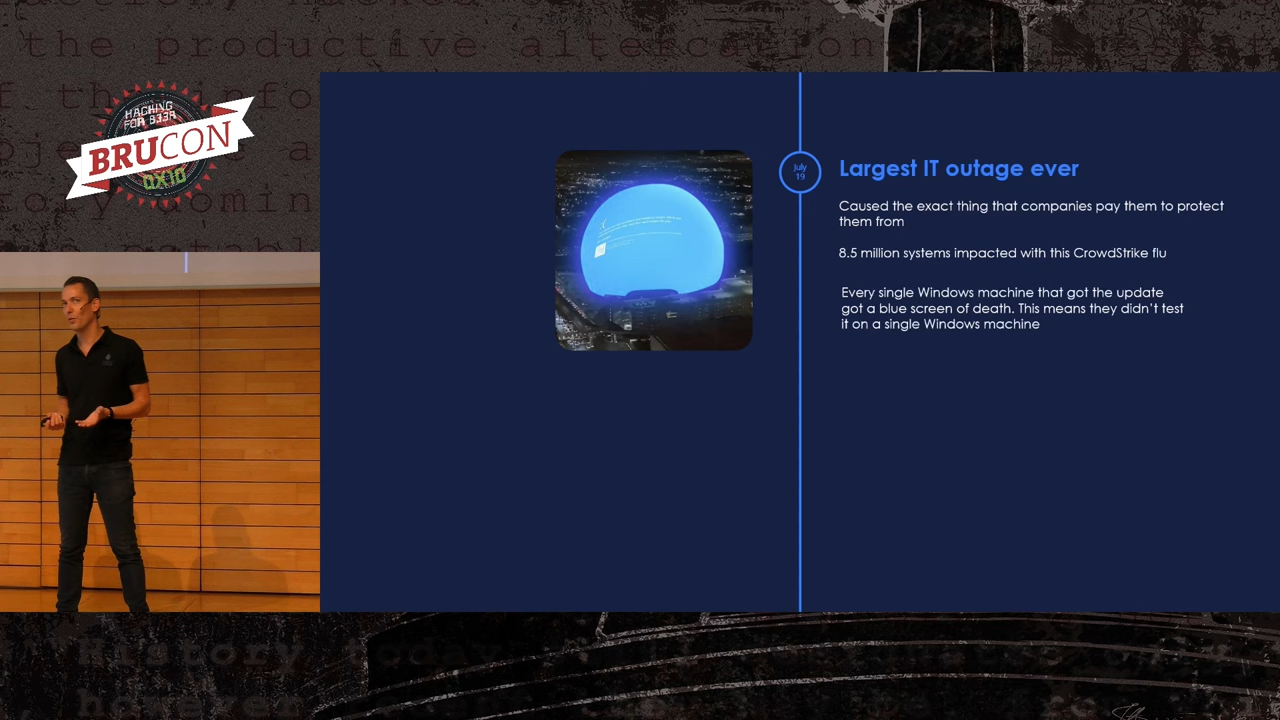 the productive altercation
HACKING
FOR B33R
BRUCON
0X10
July
19
Largest IT outage ever
Caused the exact thing that companies pay them to protect
them from
8.5 million systems impacted with this CrowdStrike flu
Every single Windows machine that got the update
got a blue screen of death. This means they didn't test
it on a single Windows machine
History today
however